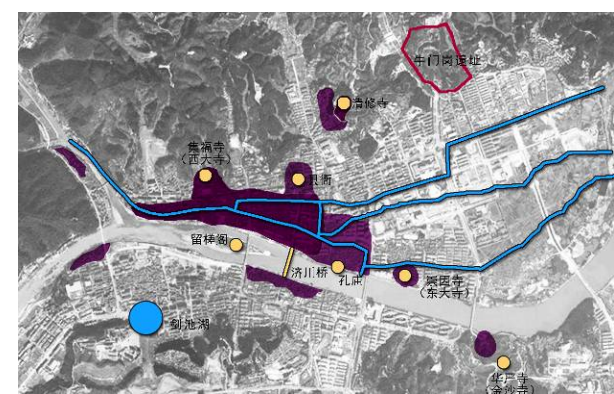 牛门岗遗址
清修寺
集福寺
（西大寺）
县衙
留槎阁
济川桥
孔庙
崇因寺
（东大寺）
剑池湖
华严寺
（金沙寺）